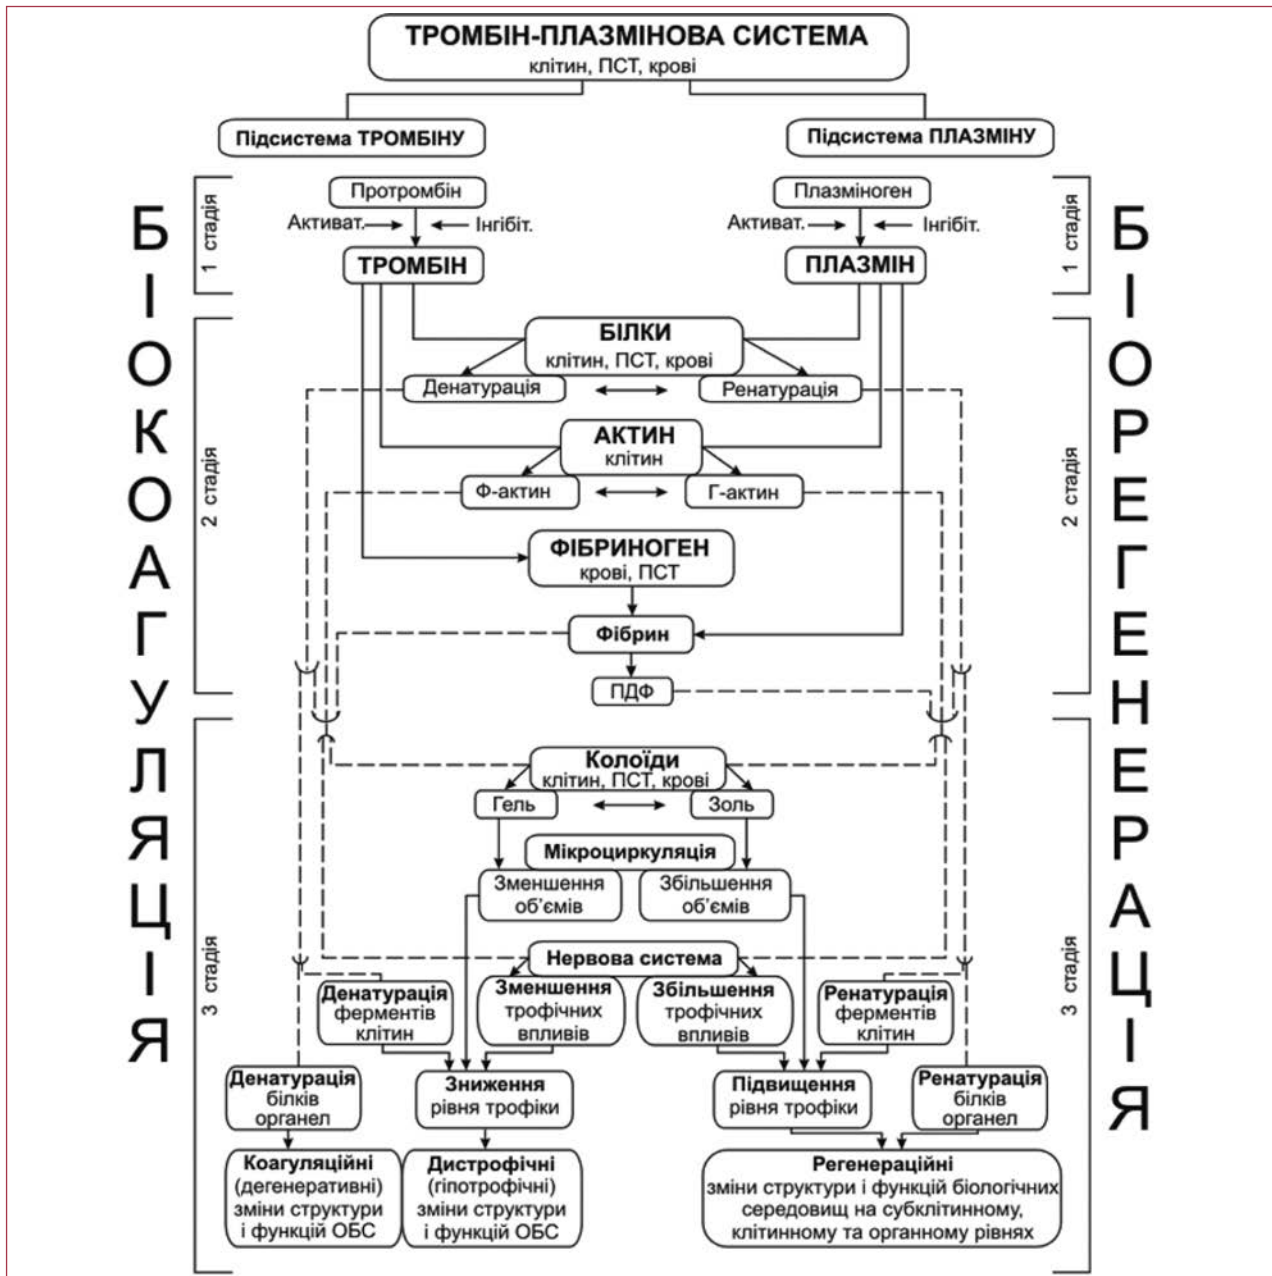 ТРОМБІН-ПЛАЗМІНОВА СИСТЕМА
клітин, ПСТ, крові
Підсистема ТРОМБІНУ
Підсистема ПЛАЗМІНУ
БІОКОАГУЛЯЦІЯ
БІОРЕГЕНЕРАЦІЯ
1 стадія
1 стадія
Протромбін
Плазміноген
Активат.
Інгібіт.
Активат.
Інгібіт.
ТРОМБІН
ПЛАЗМІН
2 стадія
2 стадія
БІЛКИ
клітин, ПСТ, крові
Денатурація
Ренатурація
АКТИН
клітин
Ф-актин
Г-актин
ФІБРИНОГЕН
крові, ПСТ
Фібрин
ПДФ
3 стадія
3 стадія
Колоїди
клітин, ПСТ, крові
Гель
Золь
Мікроциркуляція
Зменшення
об’ємів
Збільшення
об’ємів
Нервова система
Денатурація
ферментів
клітин
Зменшення
трофічних
впливів
Збільшення
трофічних
впливів
Ренатурація
ферментів
клітин
Денатурація
білків
органел
Зниження
рівня трофіки
Підвищення
рівня трофіки
Ренатурація
білків
органел
Коагуляційні
(дегенеративні)
зміни структури
і функцій ОБС
Дистрофічні
(гіпотрофічні)
зміни структури
і функцій ОБС
Регенераційні
зміни структури і функцій біологічних
середовищ на субклітинному,
клітинному та органному рівнях